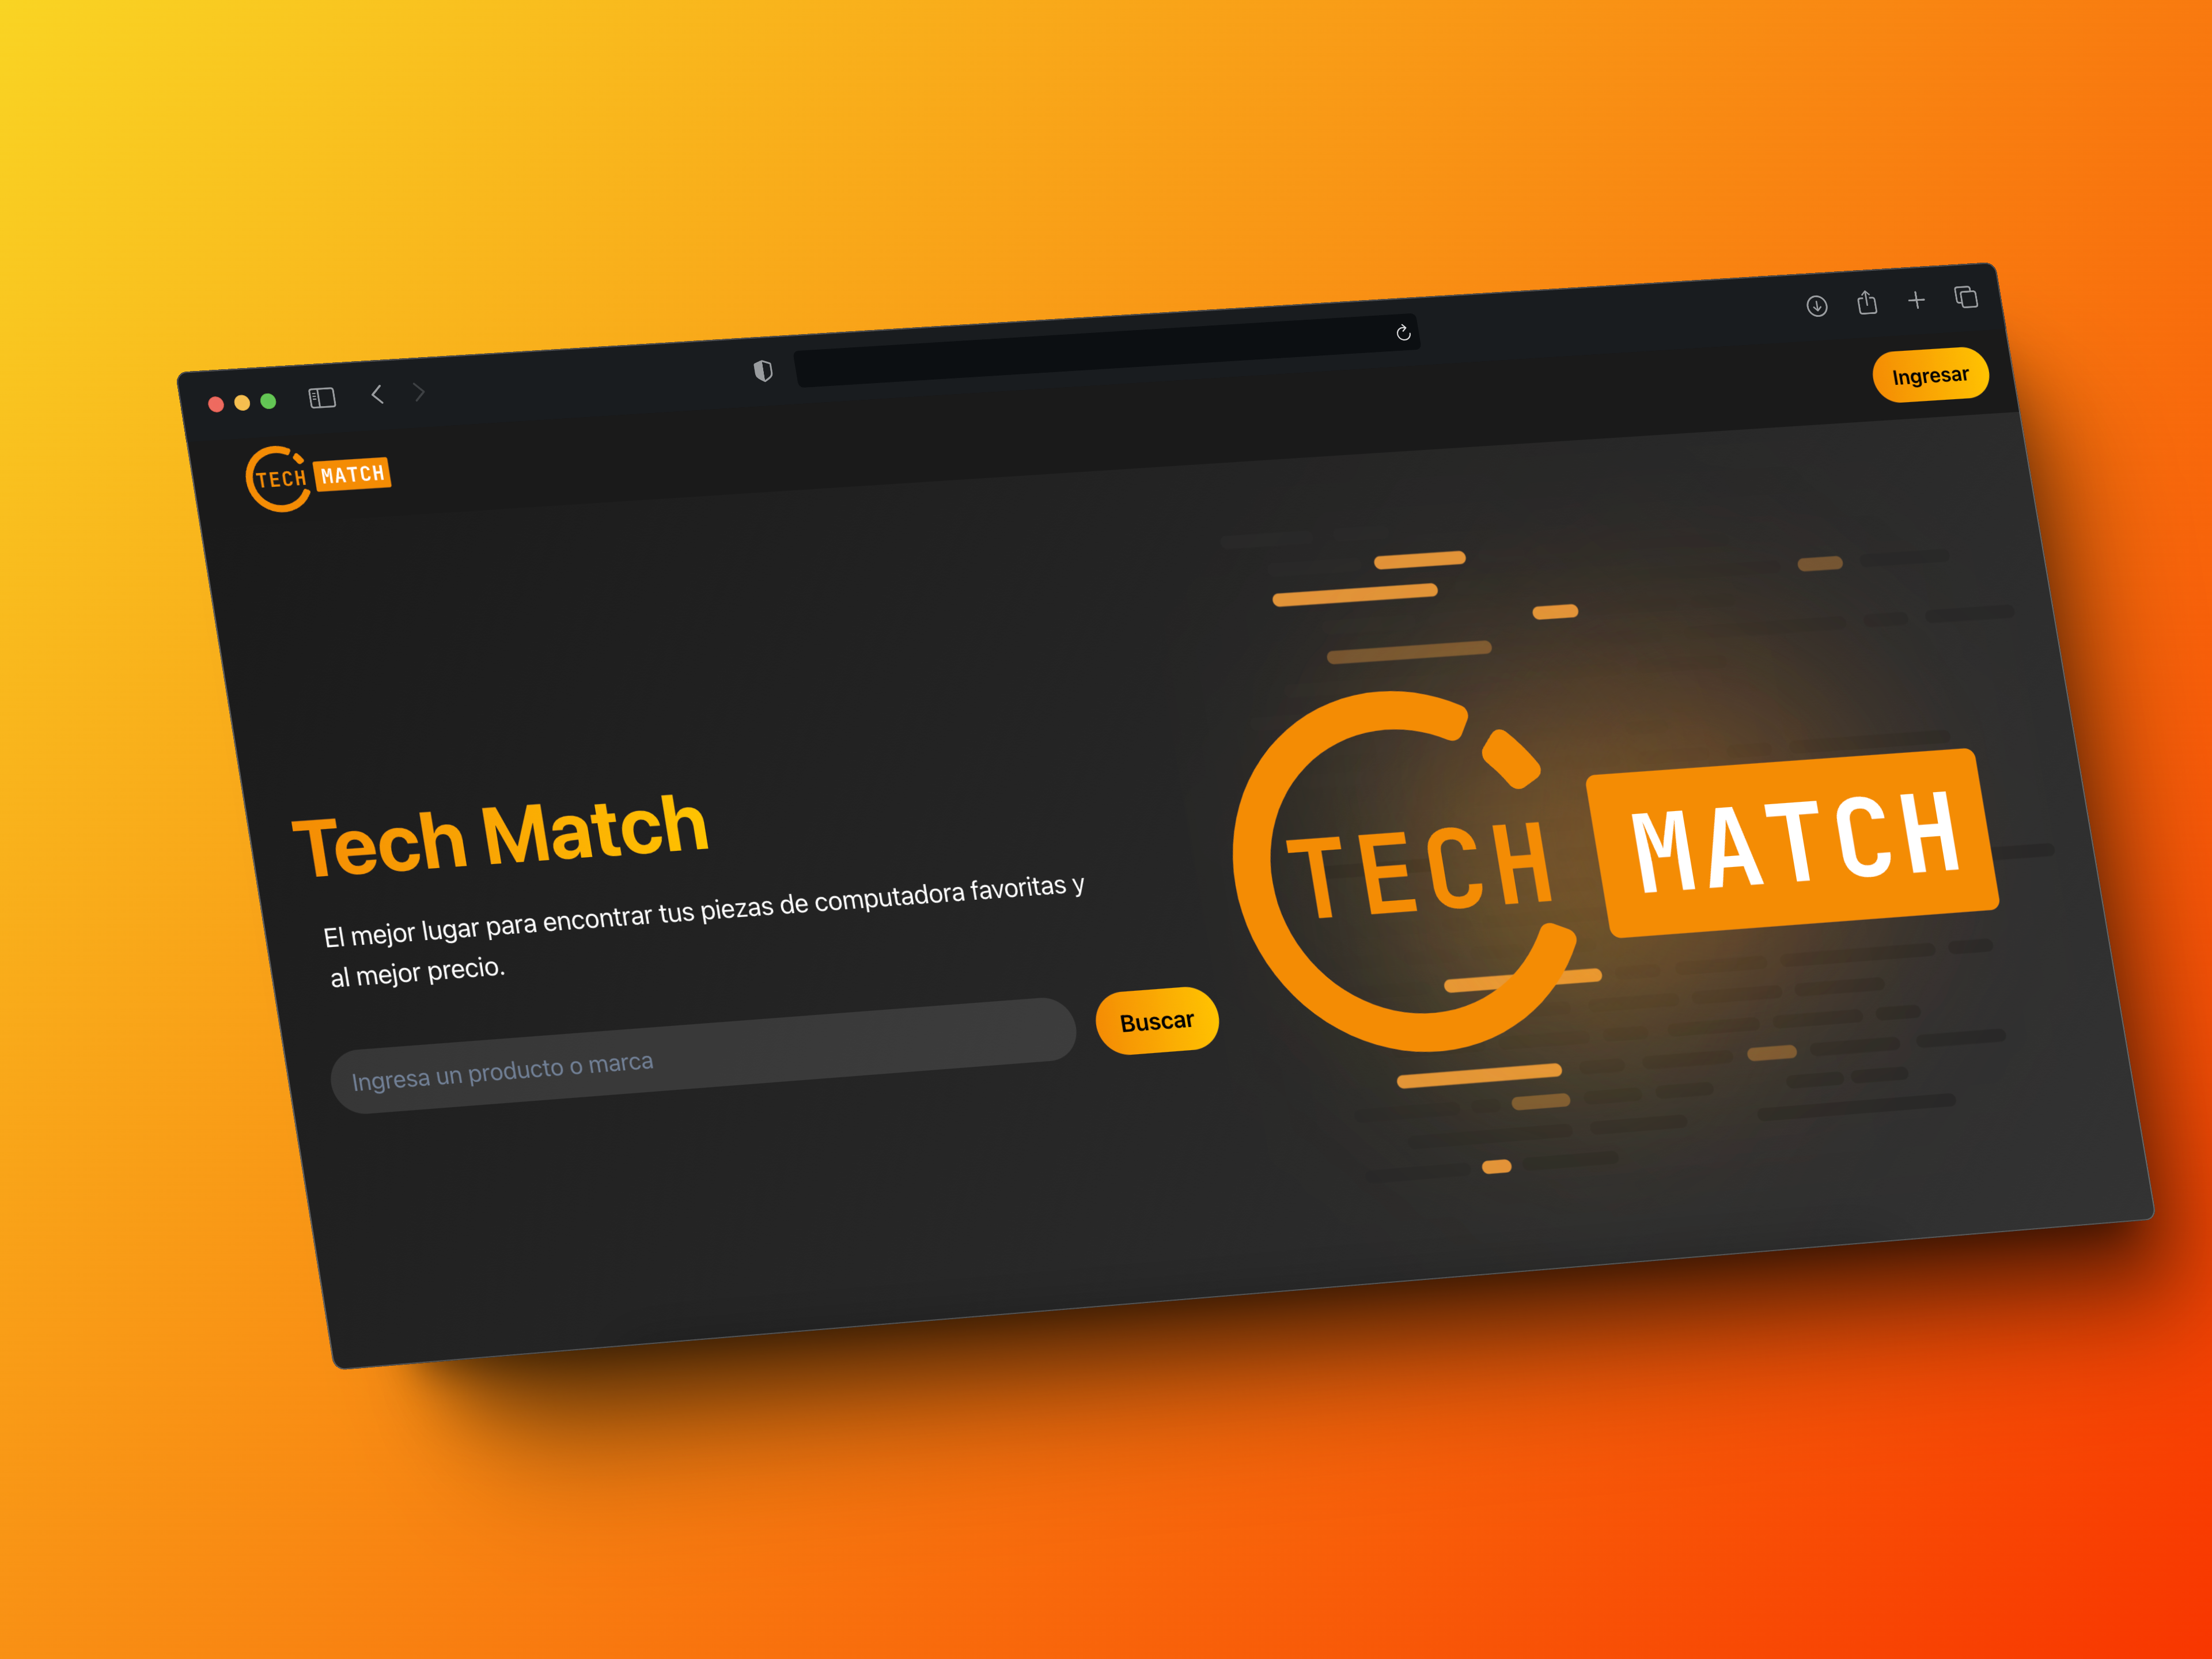 Ingresar
TECH MATCH
Tech Match
El mejor lugar para encontrar tus piezas de computadora favoritas y
al mejor precio.
Ingresa un producto o marca
Buscar
TECH MATCH